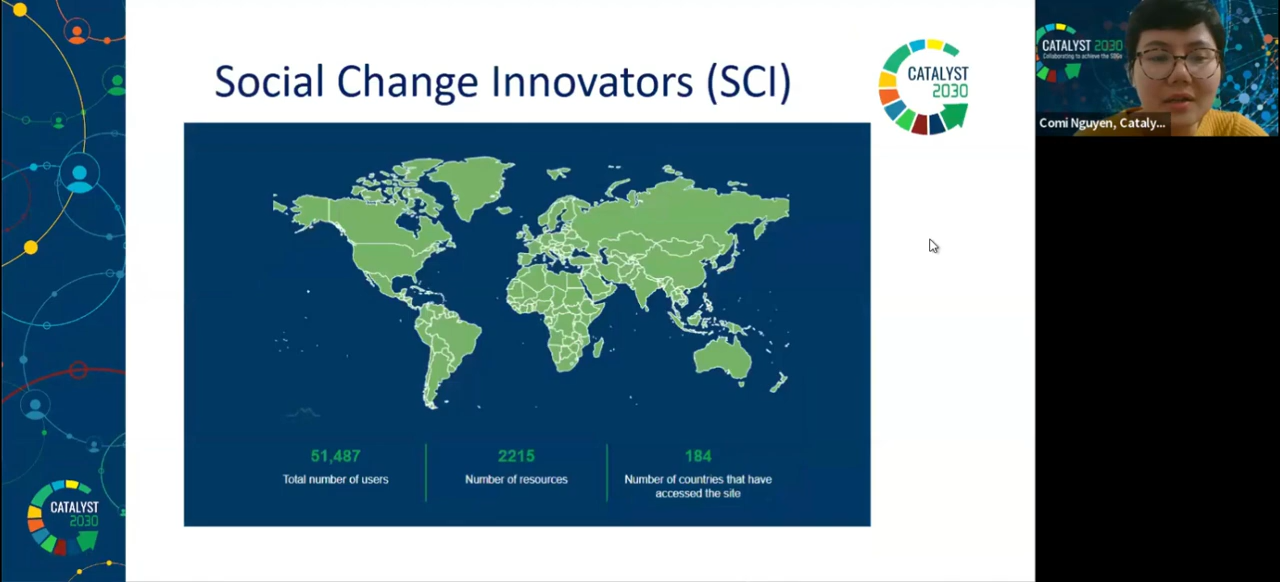 Social Change Innovators (SCI)
CATALYST
2030
CATALYST 2030
Collaborating to achieve the SDGs
Comi Nguyen, Cataly...
51,487
Total number of users
2215
Number of resources
184
Number of countries that have
accessed the site
CATALYST
2030